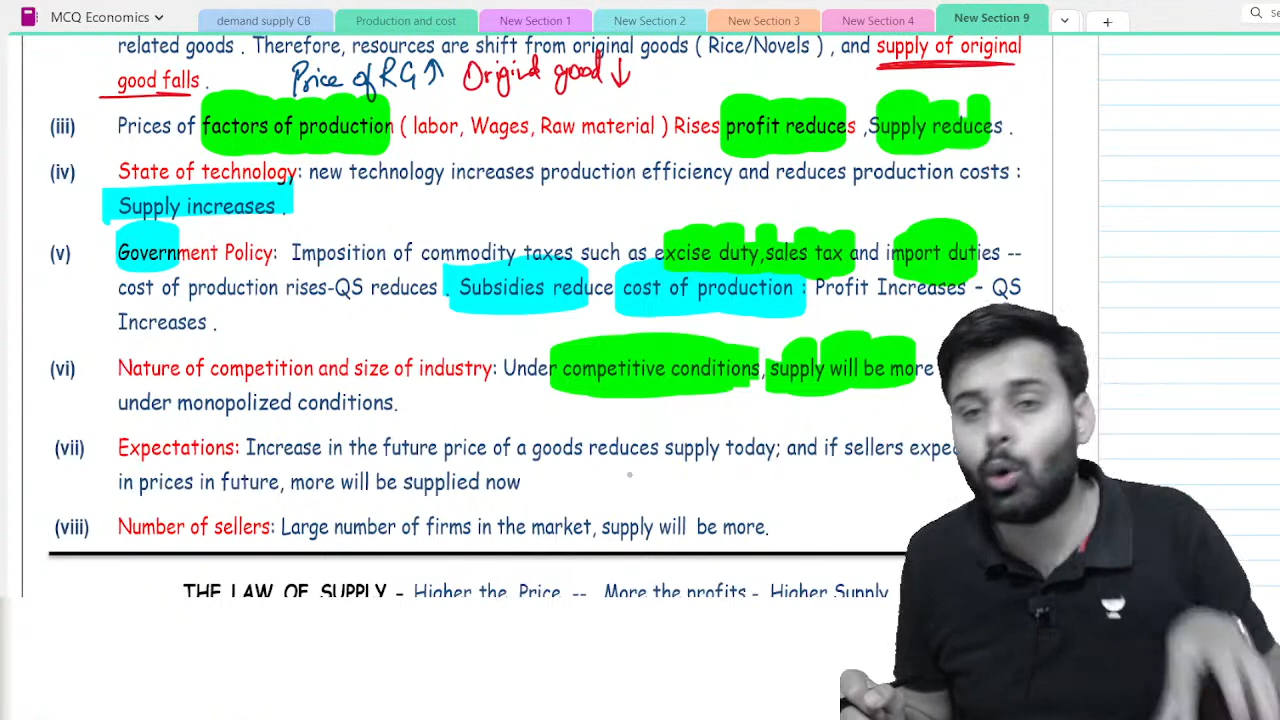 MCQ Economics
demand supply CB
Production and cost
New Section 1
New Section 2
New Section 3
New Section 4
New Section 9
related goods . Therefore, resources are shift from original goods ( Rice/Novels ) , and supply of original
good falls .
Price of RG ↑ Original good ↓
(iii) Prices of factors of production ( labor, Wages, Raw material ) Rises profit reduces ,Supply reduces .
(iv) State of technology: new technology increases production efficiency and reduces production costs :
Supply increases .
(v) Government Policy: Imposition of commodity taxes such as excise duty,sales tax and import duties --
cost of production rises-QS reduces . Subsidies reduce cost of production : Profit Increases – QS
Increases .
(vi) Nature of competition and size of industry: Under competitive conditions, supply will be more
under monopolized conditions.
(vii) Expectations: Increase in the future price of a goods reduces supply today; and if sellers
in prices in future, more will be supplied now
(viii) Number of sellers: Large number of firms in the market, supply will be more.
THE LAW OF SUPPLY – Higher the Price -- More the profits - Higher Supply